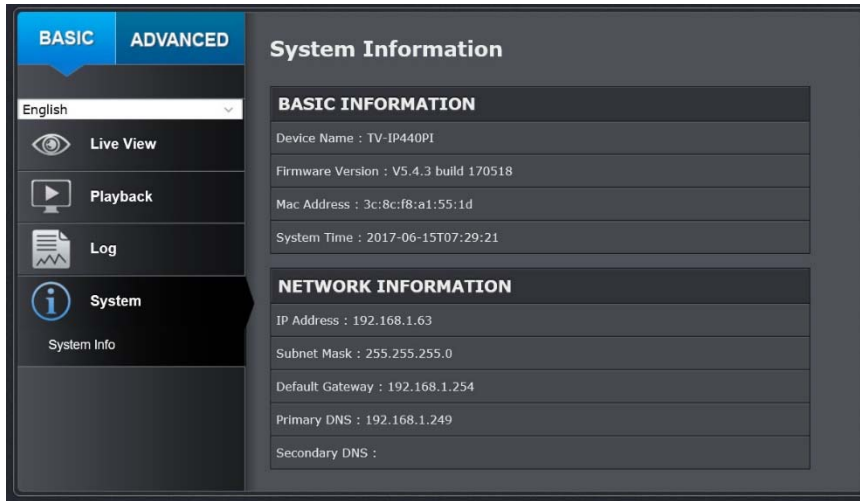 BASIC
ADVANCED
English
Live View
Playback
Log
System
System Info
System Information
BASIC INFORMATION
Device Name : TV-IP440PI
Firmware Version : V5.4.3 build 170518
Mac Address : 3c:8c:f8:a1:55:1d
System Time : 2017-06-15T07:29:21
NETWORK INFORMATION
IP Address : 192.168.1.63
Subnet Mask : 255.255.255.0
Default Gateway : 192.168.1.254
Primary DNS : 192.168.1.249
Secondary DNS :